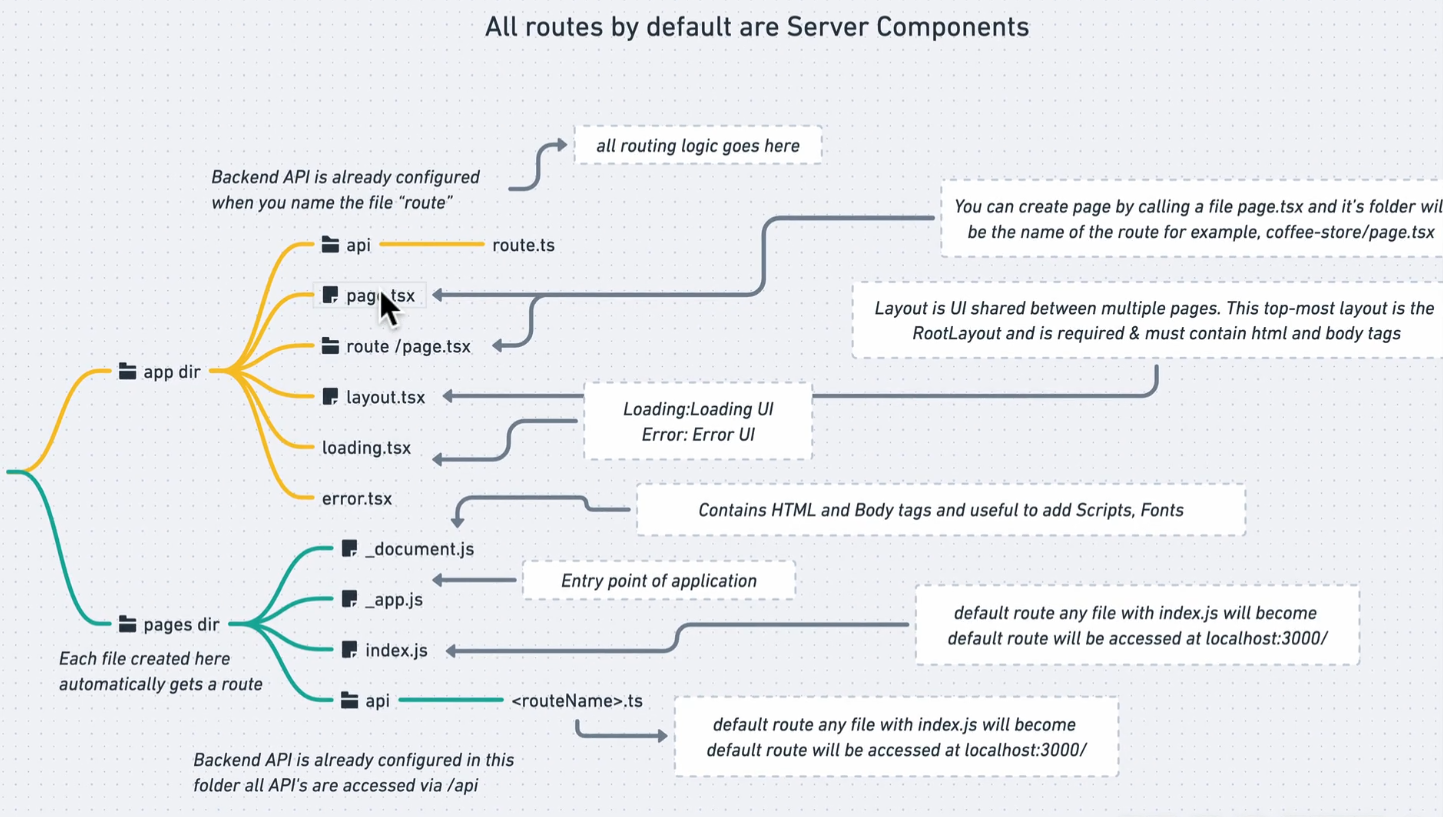 All routes by default are Server Components
all routing logic goes here
Backend API is already configured
when you name the file “route”
You can create page by calling a file page.tsx and it's folder wil
be the name of the route for example, coffee-store/page.tsx
api
route.ts
page.tsx
Layout is UI shared between multiple pages. This top-most layout is the
RootLayout and is required & must contain html and body tags
route /page.tsx
app dir
layout.tsx
Loading:Loading UI
Error: Error UI
loading.tsx
error.tsx
Contains HTML and Body tags and useful to add Scripts, Fonts
_document.js
Entry point of application
_app.js
pages dir
default route any file with index.js will become
default route will be accessed at localhost:3000/
index.js
Each file created here
automatically gets a route
api
<routeName>.ts
default route any file with index.js will become
default route will be accessed at localhost:3000/
Backend API is already configured in this
folder all API's are accessed via /api